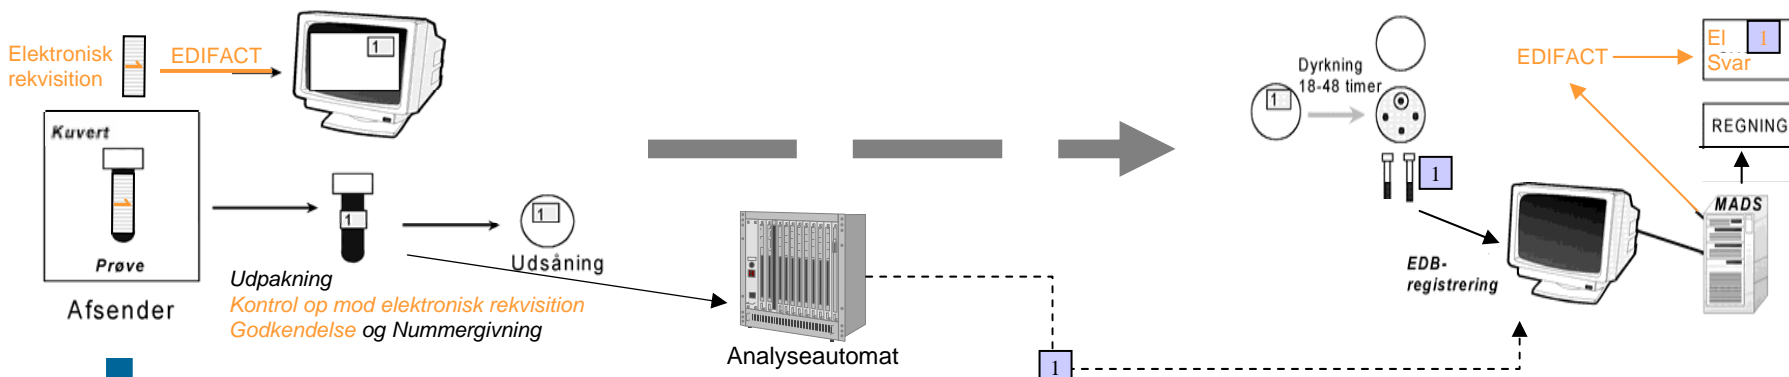 Elektronisk
rekvisition
EDIFACT
1
Kuvert
Prøve
Afsender
1
Udpakning
Kontrol op mod elektronisk rekvisition
Godkendelse og Nummergivning
1
Udsåning
Analyseautomat
1
1
Dyrkning
18-48 timer
1
EDB-
registrering
EDIFACT
El 1
Svar
REGNING
MADS